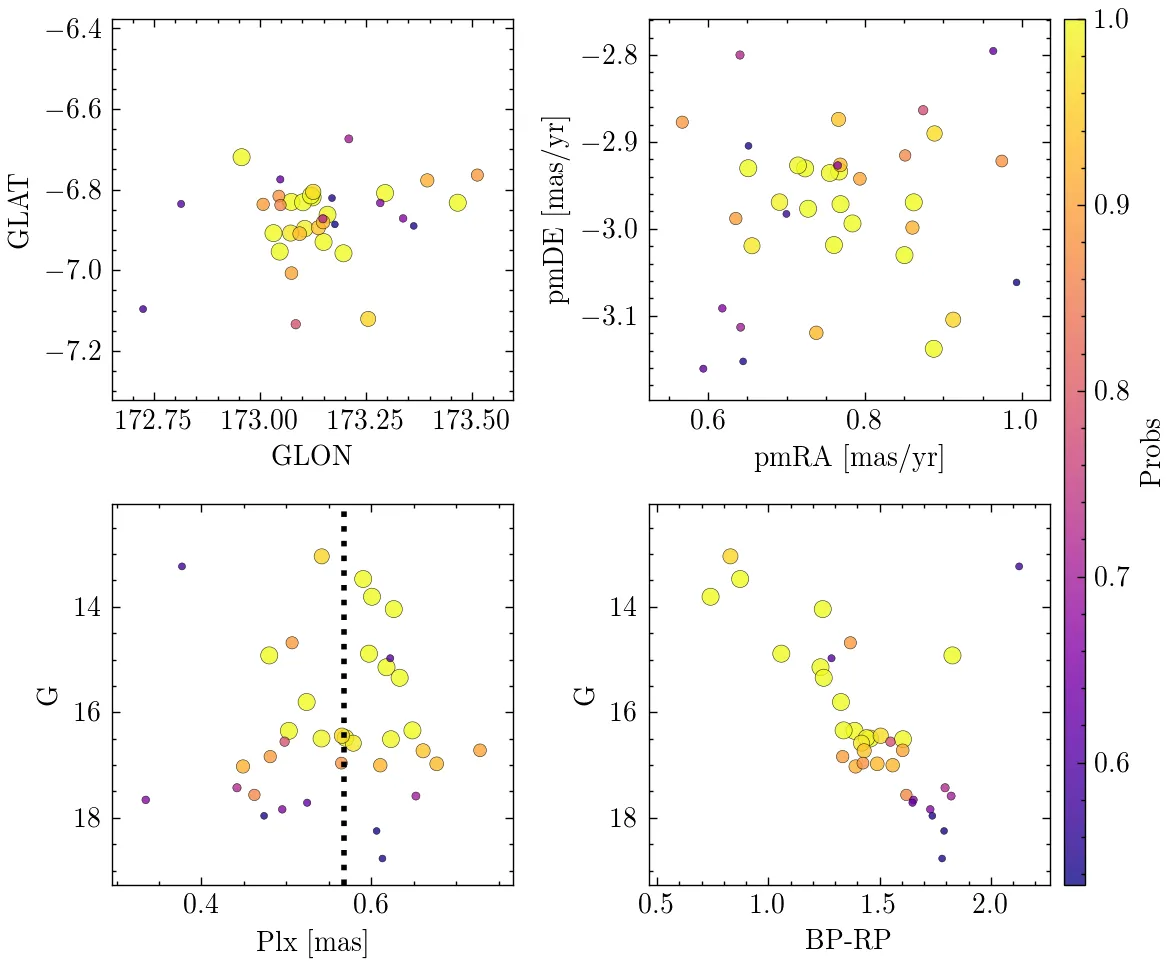 −6.4
−6.6
−6.8
−7.0
−7.2
GLAT
172.75 173.00 173.25 173.50
GLON
−2.8
−2.9
−3.0
−3.1
pmDE [mas/yr]
0.6 0.8 1.0
pmRA [mas/yr]
14
16
18
G
0.4 0.6
Plx [mas]
14
16
18
G
0.5 1.0 1.5 2.0
BP-RP
1.0
0.9
0.8
0.7
0.6
Probs